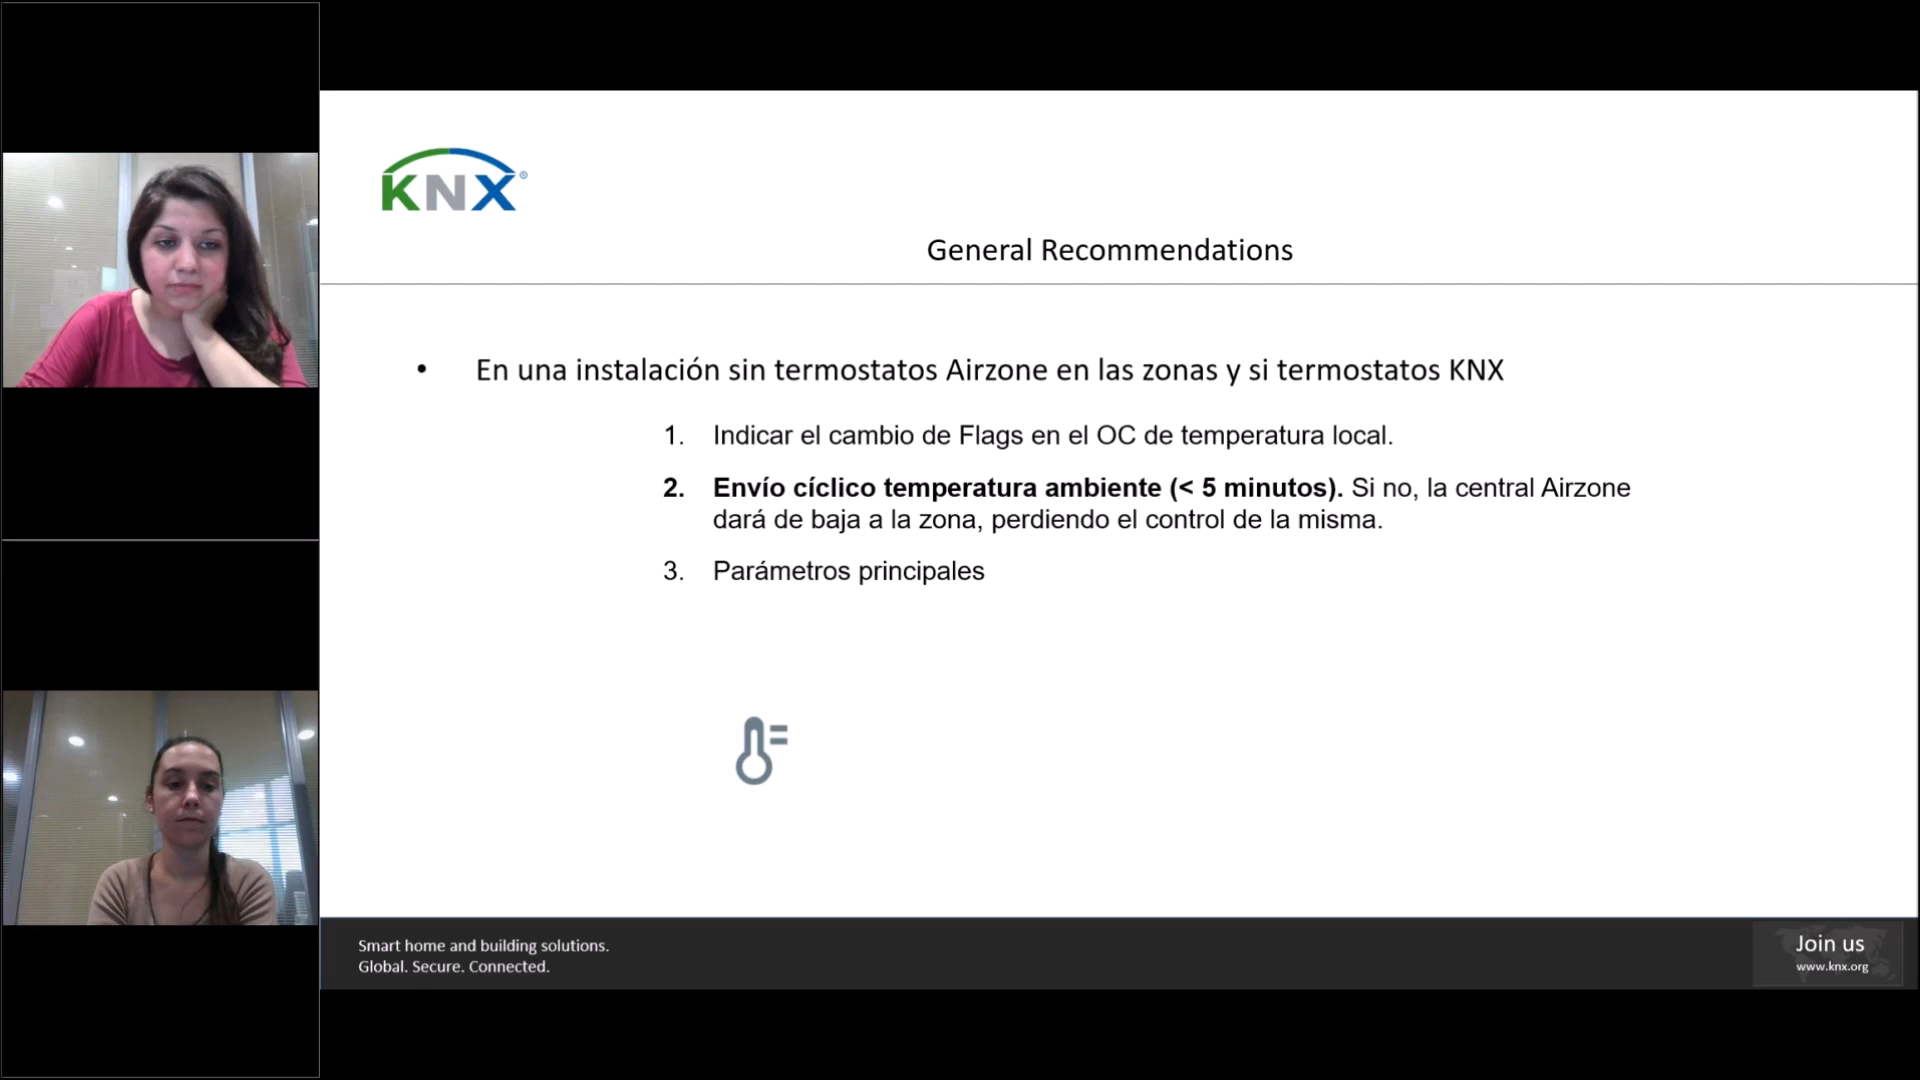 KNX®
General Recommendations
• En una instalación sin termostatos Airzone en las zonas y si termostatos KNX
1. Indicar el cambio de Flags en el OC de temperatura local.
2. Envío cíclico temperatura ambiente (< 5 minutos). Si no, la central Airzone
dará de baja a la zona, perdiendo el control de la misma.
3. Parámetros principales
Smart home and building solutions.
Global. Secure. Connected.
Join us
www.knx.org